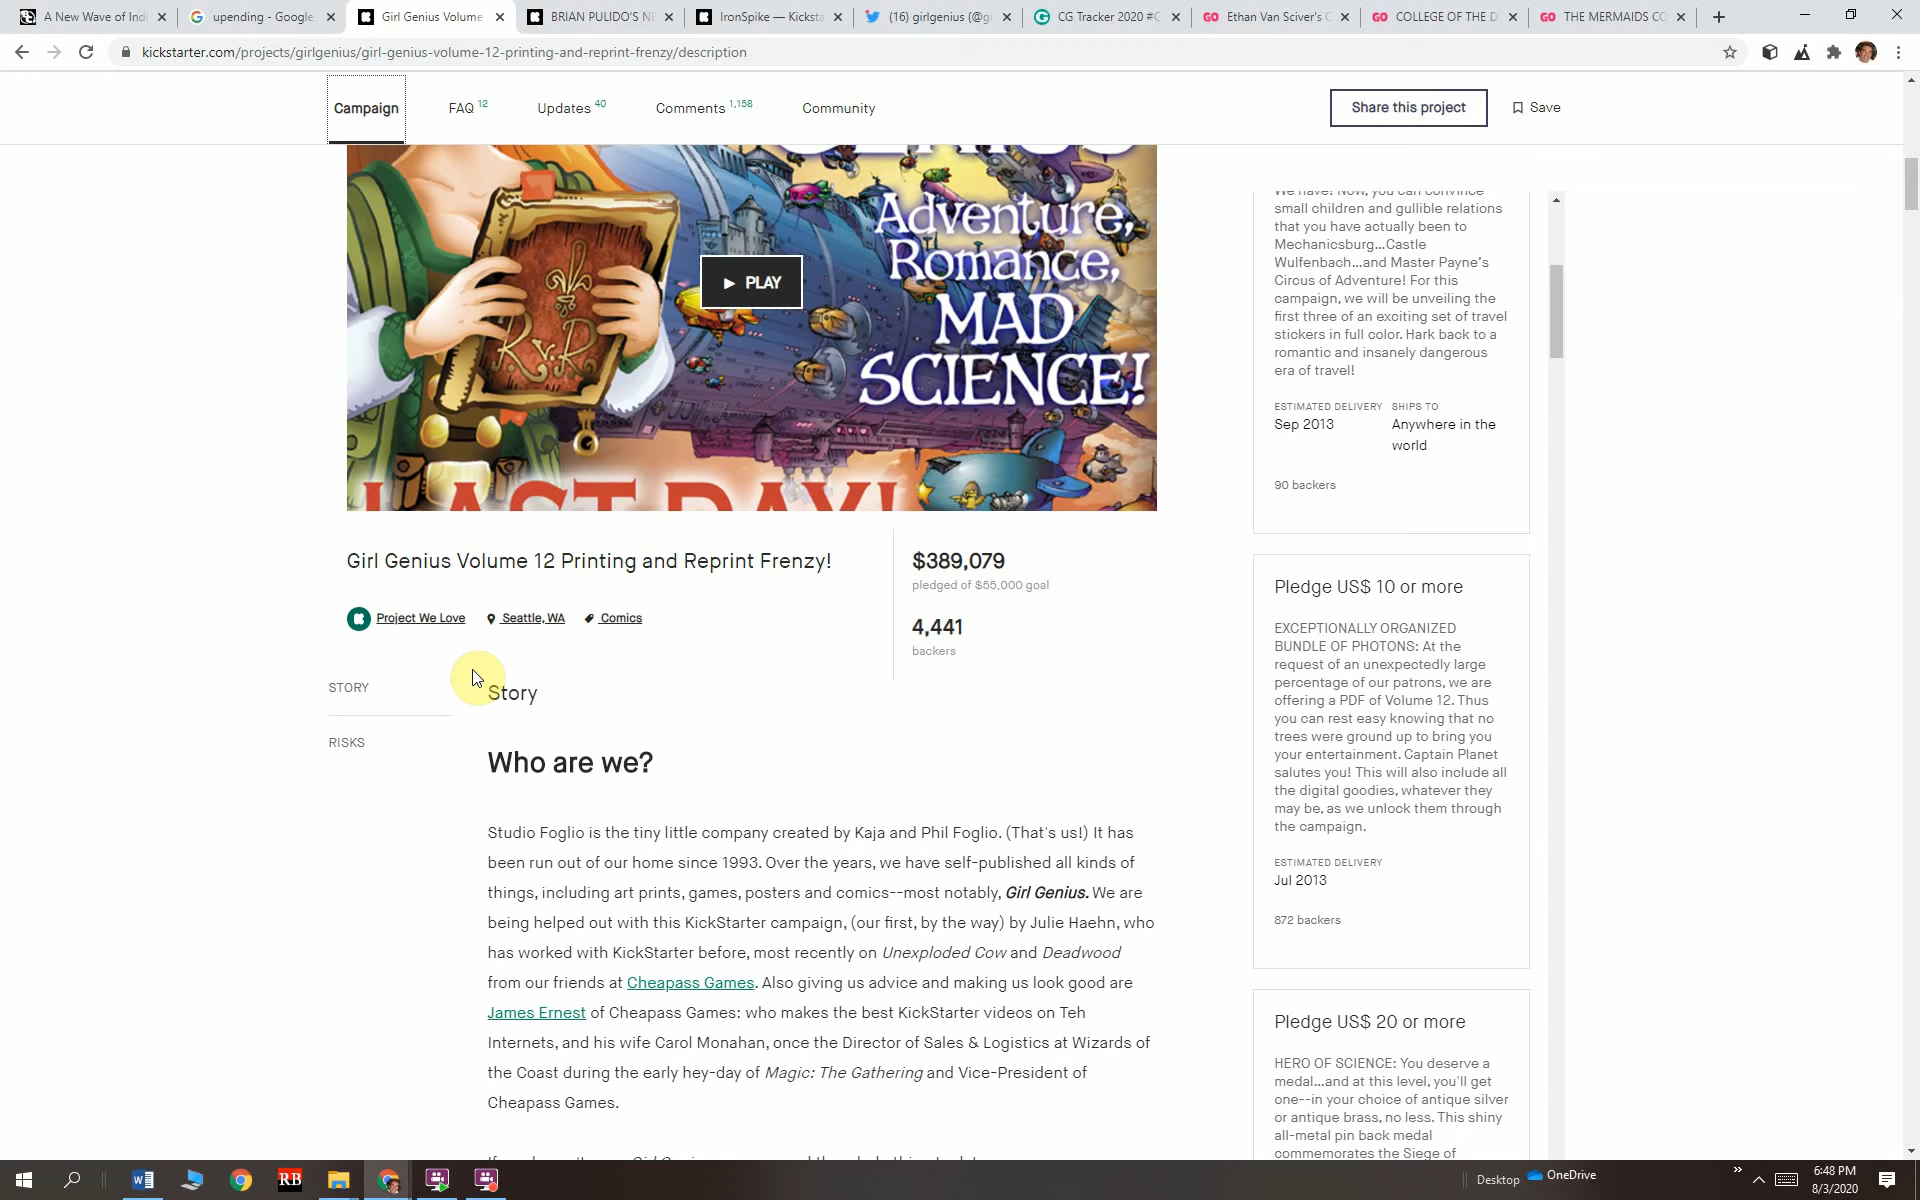 A New Wave of Indi
upending - Google
Girl Genius Volume
BRIAN PULIDO'S NE
IronSpike — Kicksta
(16) girlgenius (@gi
CG Tracker 2020 #C
Ethan Van Sciver's C
COLLEGE OF THE D
THE MERMAIDS CO
kickstarter.com/projects/girlgenius/girl-genius-volume-12-printing-and-reprint-frenzy/description
Campaign
FAQ 12
Updates 40
Comments 1,158
Community
Share this project
Save
Adventure,
Romance,
MAD
SCIENCE!
PLAY
R.v.R
LAST DAY!
Girl Genius Volume 12 Printing and Reprint Frenzy!
Project We Love
Seattle, WA
Comics
$389,079
pledged of $55,000 goal
4,441
backers
STORY
RISKS
Story
Who are we?
Studio Foglio is the tiny little company created by Kaja and Phil Foglio. (That's us!) It has
been run out of our home since 1993. Over the years, we have self-published all kinds of
things, including art prints, games, posters and comics--most notably, Girl Genius. We are
being helped out with this KickStarter campaign, (our first, by the way) by Julie Haehn, who
has worked with KickStarter before, most recently on Unexploded Cow and Deadwood
from our friends at Cheapass Games. Also giving us advice and making us look good are
James Ernest of Cheapass Games: who makes the best KickStarter videos on Teh
Internets, and his wife Carol Monahan, once the Director of Sales & Logistics at Wizards of
the Coast during the early hey-day of Magic: The Gathering and Vice-President of
Cheapass Games.
We have! Now, you can convince
small children and gullible relations
that you have actually been to
Mechanicsburg...Castle
Wulfenbach...and Master Payne's
Circus of Adventure! For this
campaign, we will be unveiling the
first three of an exciting set of travel
stickers in full color. Hark back to a
romantic and insanely dangerous
era of travel!
ESTIMATED DELIVERY
Sep 2013
SHIPS TO
Anywhere in the
world
90 backers
Pledge US$ 10 or more
EXCEPTIONALLY ORGANIZED
BUNDLE OF PHOTONS: At the
request of an unexpectedly large
percentage of our patrons, we are
offering a PDF of Volume 12. Thus
you can rest easy knowing that no
trees were ground up to bring you
your entertainment. Captain Planet
salutes you! This will also include all
the digital goodies, whatever they
may be, as we unlock them through
the campaign.
ESTIMATED DELIVERY
Jul 2013
872 backers
Pledge US$ 20 or more
HERO OF SCIENCE: You deserve a
medal...and at this level, you'll get
one--in your choice of antique silver
or antique brass, no less. This shiny
all-metal pin back medal
commemorates the Siege of
RB
Desktop
OneDrive
6:48 PM
8/3/2020